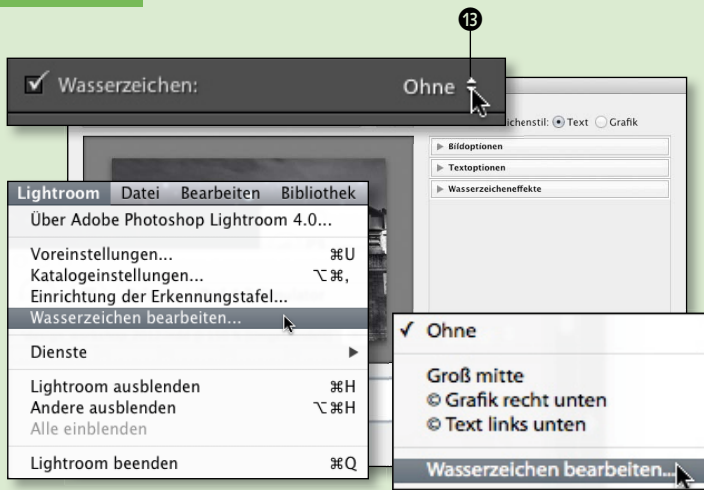 13
Wasserzeichen: Ohne
ichenstil: Text Grafik
Bildoptionen
Textoptionen
Wasserzeicheneffekte
Lightroom Datei Bearbeiten Bibliothek
Über Adobe Photoshop Lightroom 4.0...
Voreinstellungen... ⌘U
Katalogeinstellungen... ⌥⌘,
Einrichtung der Erkennungstafel...
Wasserzeichen bearbeiten...
Dienste
Lightroom ausblenden ⌘H
Andere ausblenden ⌥⌘H
Alle einblenden
Lightroom beenden ⌘Q
✓ Ohne
Groß mitte
© Grafik recht unten
© Text links unten
Wasserzeichen bearbeiten...